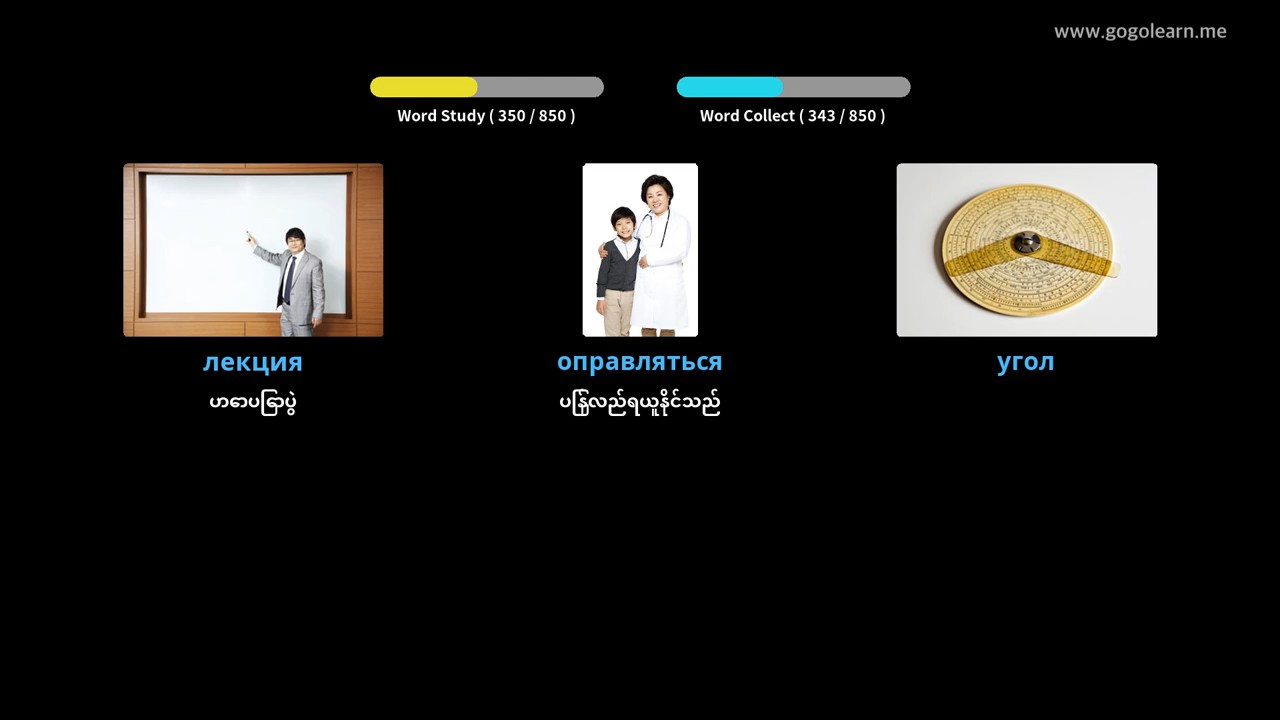 www.gogolearn.me
Word Study ( 350 / 850 )
Word Collect ( 343 / 850 )
лекция
оправляться
угол
ဟောပြောပွဲ
ပြန်လည်ရယူနိုင်သည်